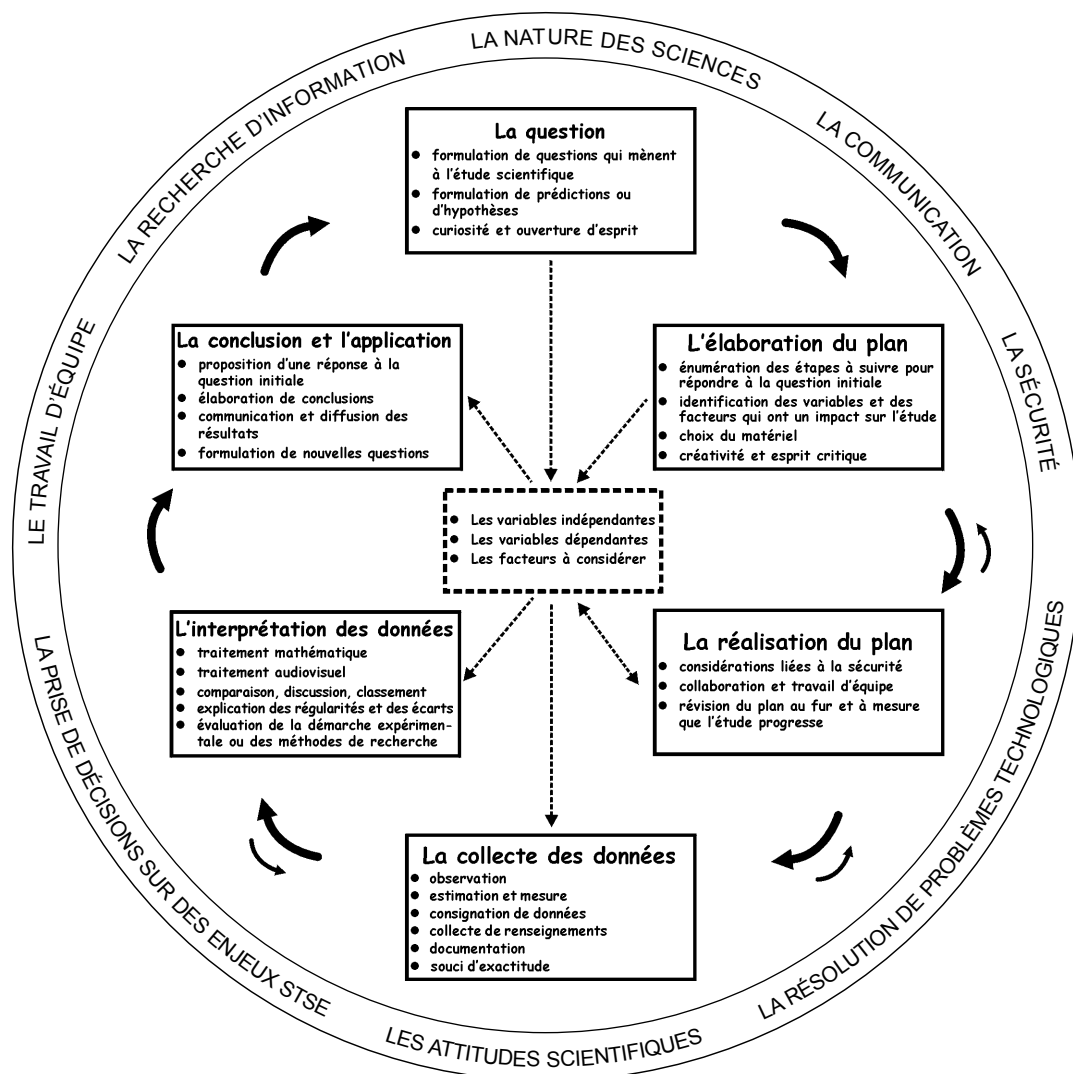 LA NATURE DES SCIENCES
LA COMMUNICATION
LA SÉCURITÉ
LA RÉSOLUTION DE PROBLÈMES TECHNOLOGIQUES
LES ATTITUDES SCIENTIFIQUES
LA PRISE DE DÉCISIONS SUR DES ENJEUX STSE
LE TRAVAIL D'ÉQUIPE
LA RECHERCHE D'INFORMATION
La question
● formulation de questions qui mènent
à l'étude scientifique
● formulation de prédictions ou
d'hypothèses
● curiosité et ouverture d'esprit
L'élaboration du plan
● énumération des étapes à suivre pour
répondre à la question initiale
● identification des variables et des
facteurs qui ont un impact sur l'étude
● choix du matériel
● créativité et esprit critique
La réalisation du plan
● considérations liées à la sécurité
● collaboration et travail d'équipe
● révision du plan au fur et à mesure
que l'étude progresse
La collecte des données
● observation
● estimation et mesure
● consignation de données
● collecte de renseignements
● documentation
● souci d'exactitude
L'interprétation des données
● traitement mathématique
● traitement audiovisuel
● comparaison, discussion, classement
● explication des régularités et des écarts
● évaluation de la démarche expérimen-
tale ou des méthodes de recherche
La conclusion et l'application
● proposition d'une réponse à la
question initiale
● élaboration de conclusions
● communication et diffusion des
résultats
● formulation de nouvelles questions
● Les variables indépendantes
● Les variables dépendantes
● Les facteurs à considérer